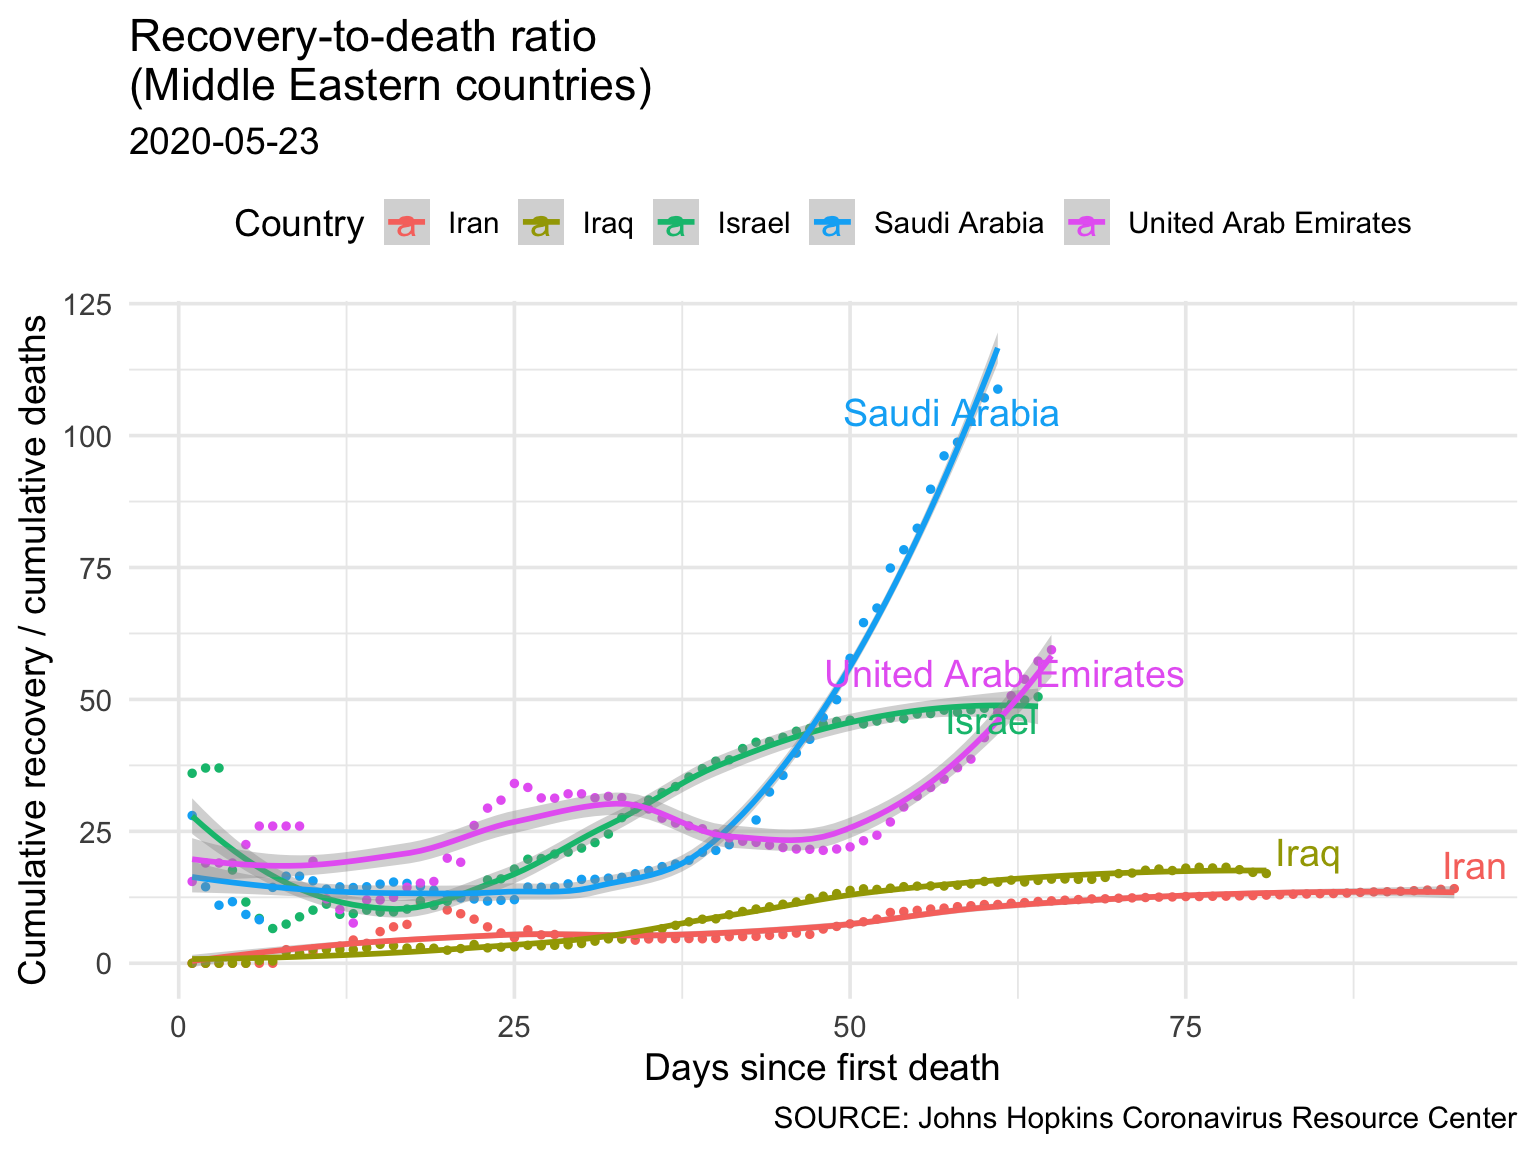 Recovery-to-death ratio
(Middle Eastern countries)
2020-05-23
Country a Iran a Iraq a Israel a Saudi Arabia a United Arab Emirates
Cumulative recovery / cumulative deaths
125
100
75
50
25
0
Saudi Arabia
United Arab Emirates
Israel
Iraq
Iran
0 25 50 75
Days since first death
SOURCE: Johns Hopkins Coronavirus Resource Center